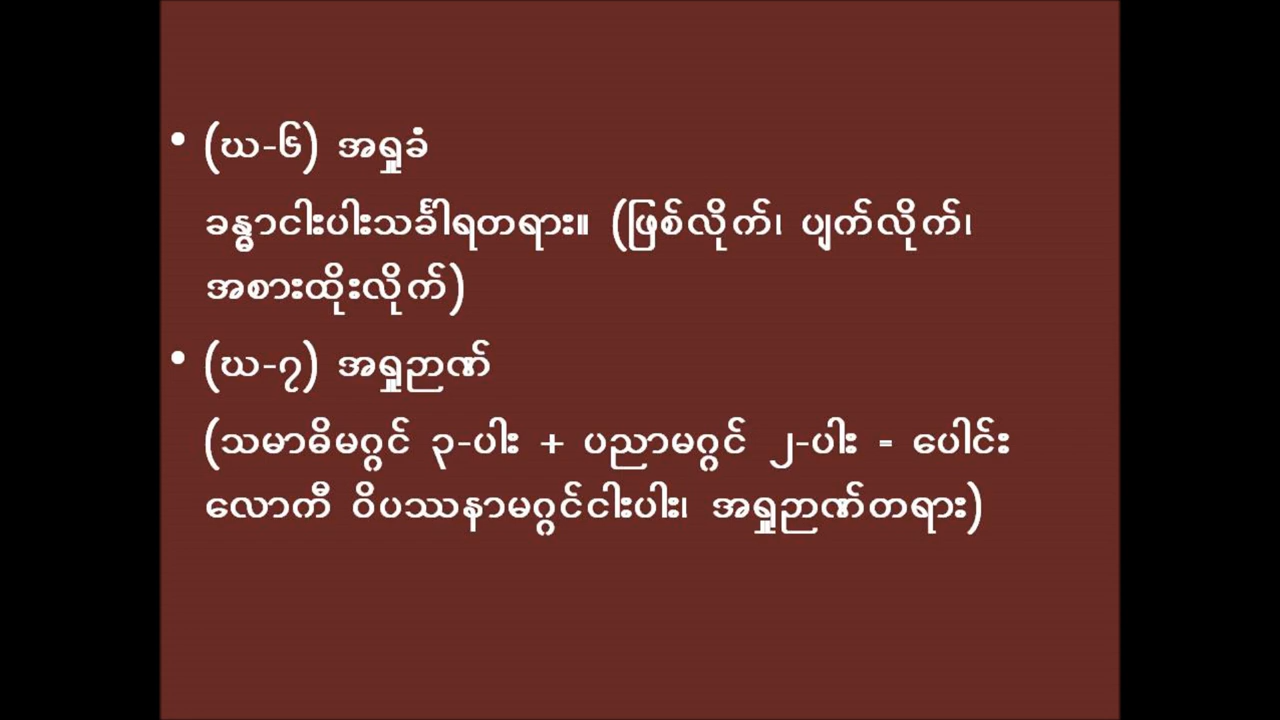 • (ဃ-၆) အရှုခံ
ခန္ဓာငါးပါးသင်္ခါရတရား။ (ဖြစ်လိုက်၊ ပျက်လိုက်၊
အစားထိုးလိုက်)
• (ဃ-၇) အရှုဉာဏ်
(သမာဓိမဂ္ဂင် ၃-ပါး + ပညာမဂ္ဂင် ၂-ပါး = ပေါင်း
လောကီ ဝိပဿနာမဂ္ဂင်ငါးပါး၊ အရှုဉာဏ်တရား)